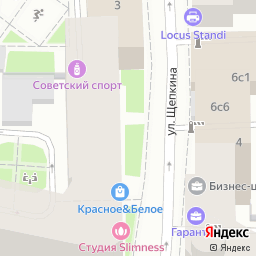 3
Locus Standi
Советский спорт
ул. Щепкина
6с1
6с6
4
Бизнес-ц
Красное&Белое
Гарант
Студия Slimness
© Яндекс